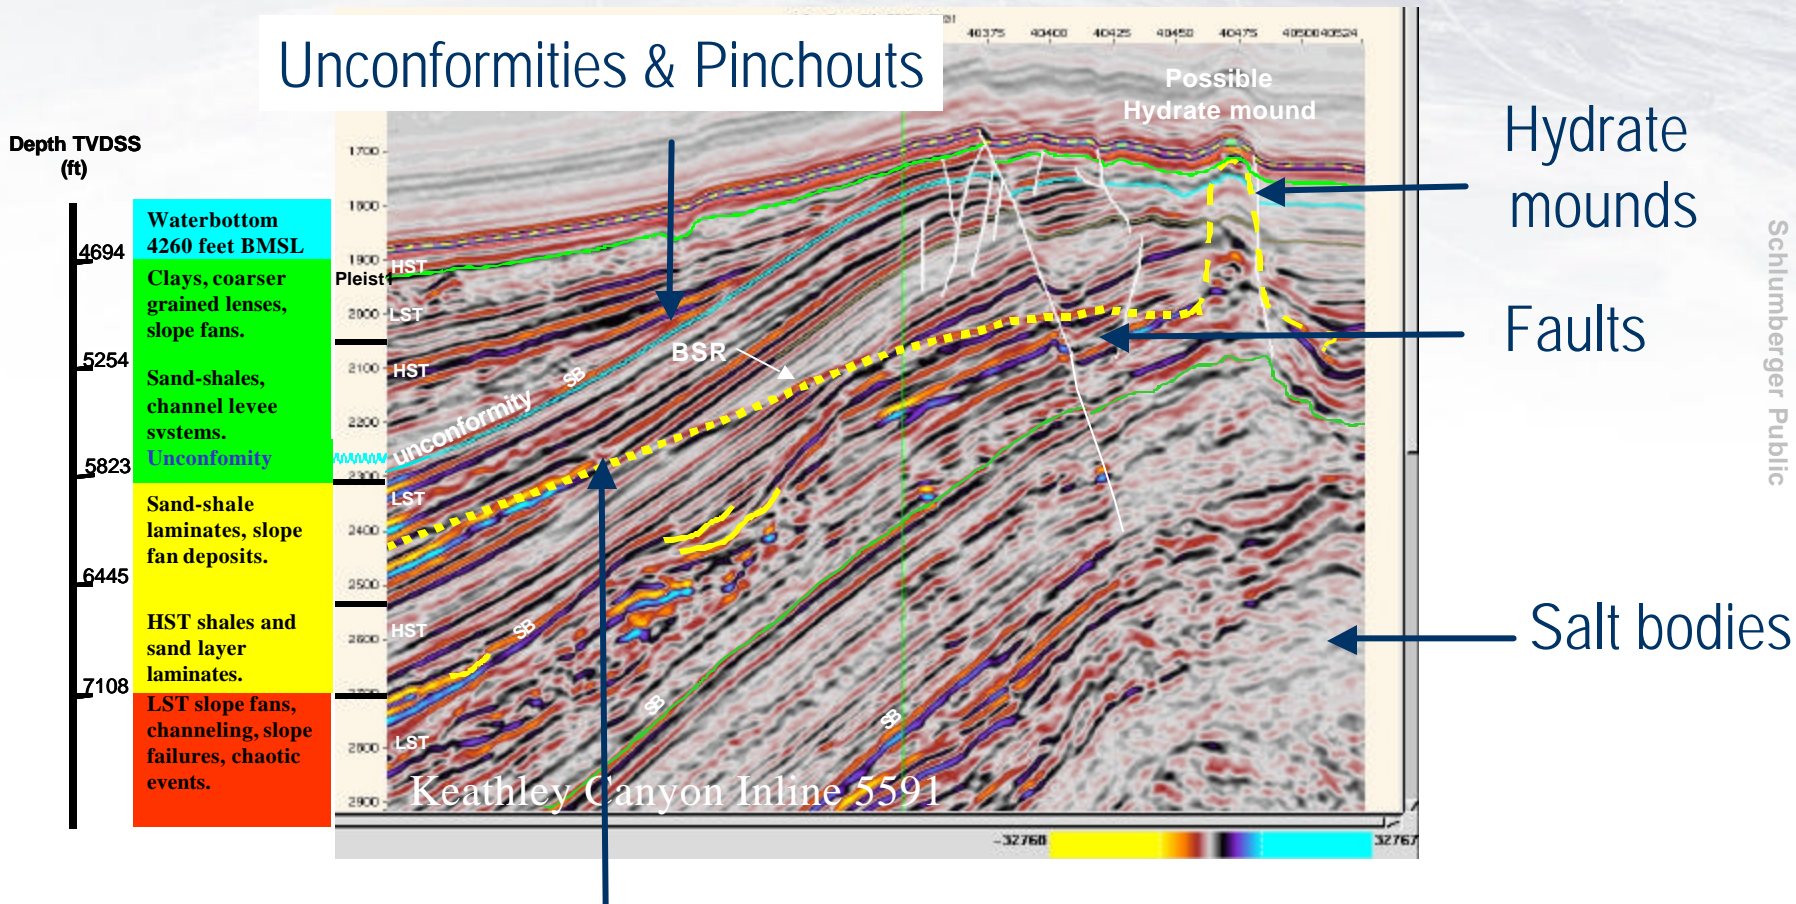 Unconformities & Pinchouts
40375 40400 40425 40450 40475 40500 40524
Possible
Hydrate mound
Hydrate
mounds
Faults
Salt bodies
Schlumberger Public
Depth TVDSS
(ft)
4694
5254
5823
6445
7108
Waterbottom
4260 feet BMSL
Clays, coarser
grained lenses,
slope fans.
Sand-shales,
channel levee
systems.
Unconfomity
Sand-shale
laminates, slope
fan deposits.
HST shales and
sand layer
laminates.
LST slope fans,
channeling, slope
failures, chaotic
events.
Pleist
1700
1800
1900
2000
2100
2200
2300
2400
2500
2600
2700
2800
2900
HST
LST
HST
LST
HST
LST
unconformity
SB
BSR
SB
SB
SB
Keathley Canyon Inline 5591
-32768
32767